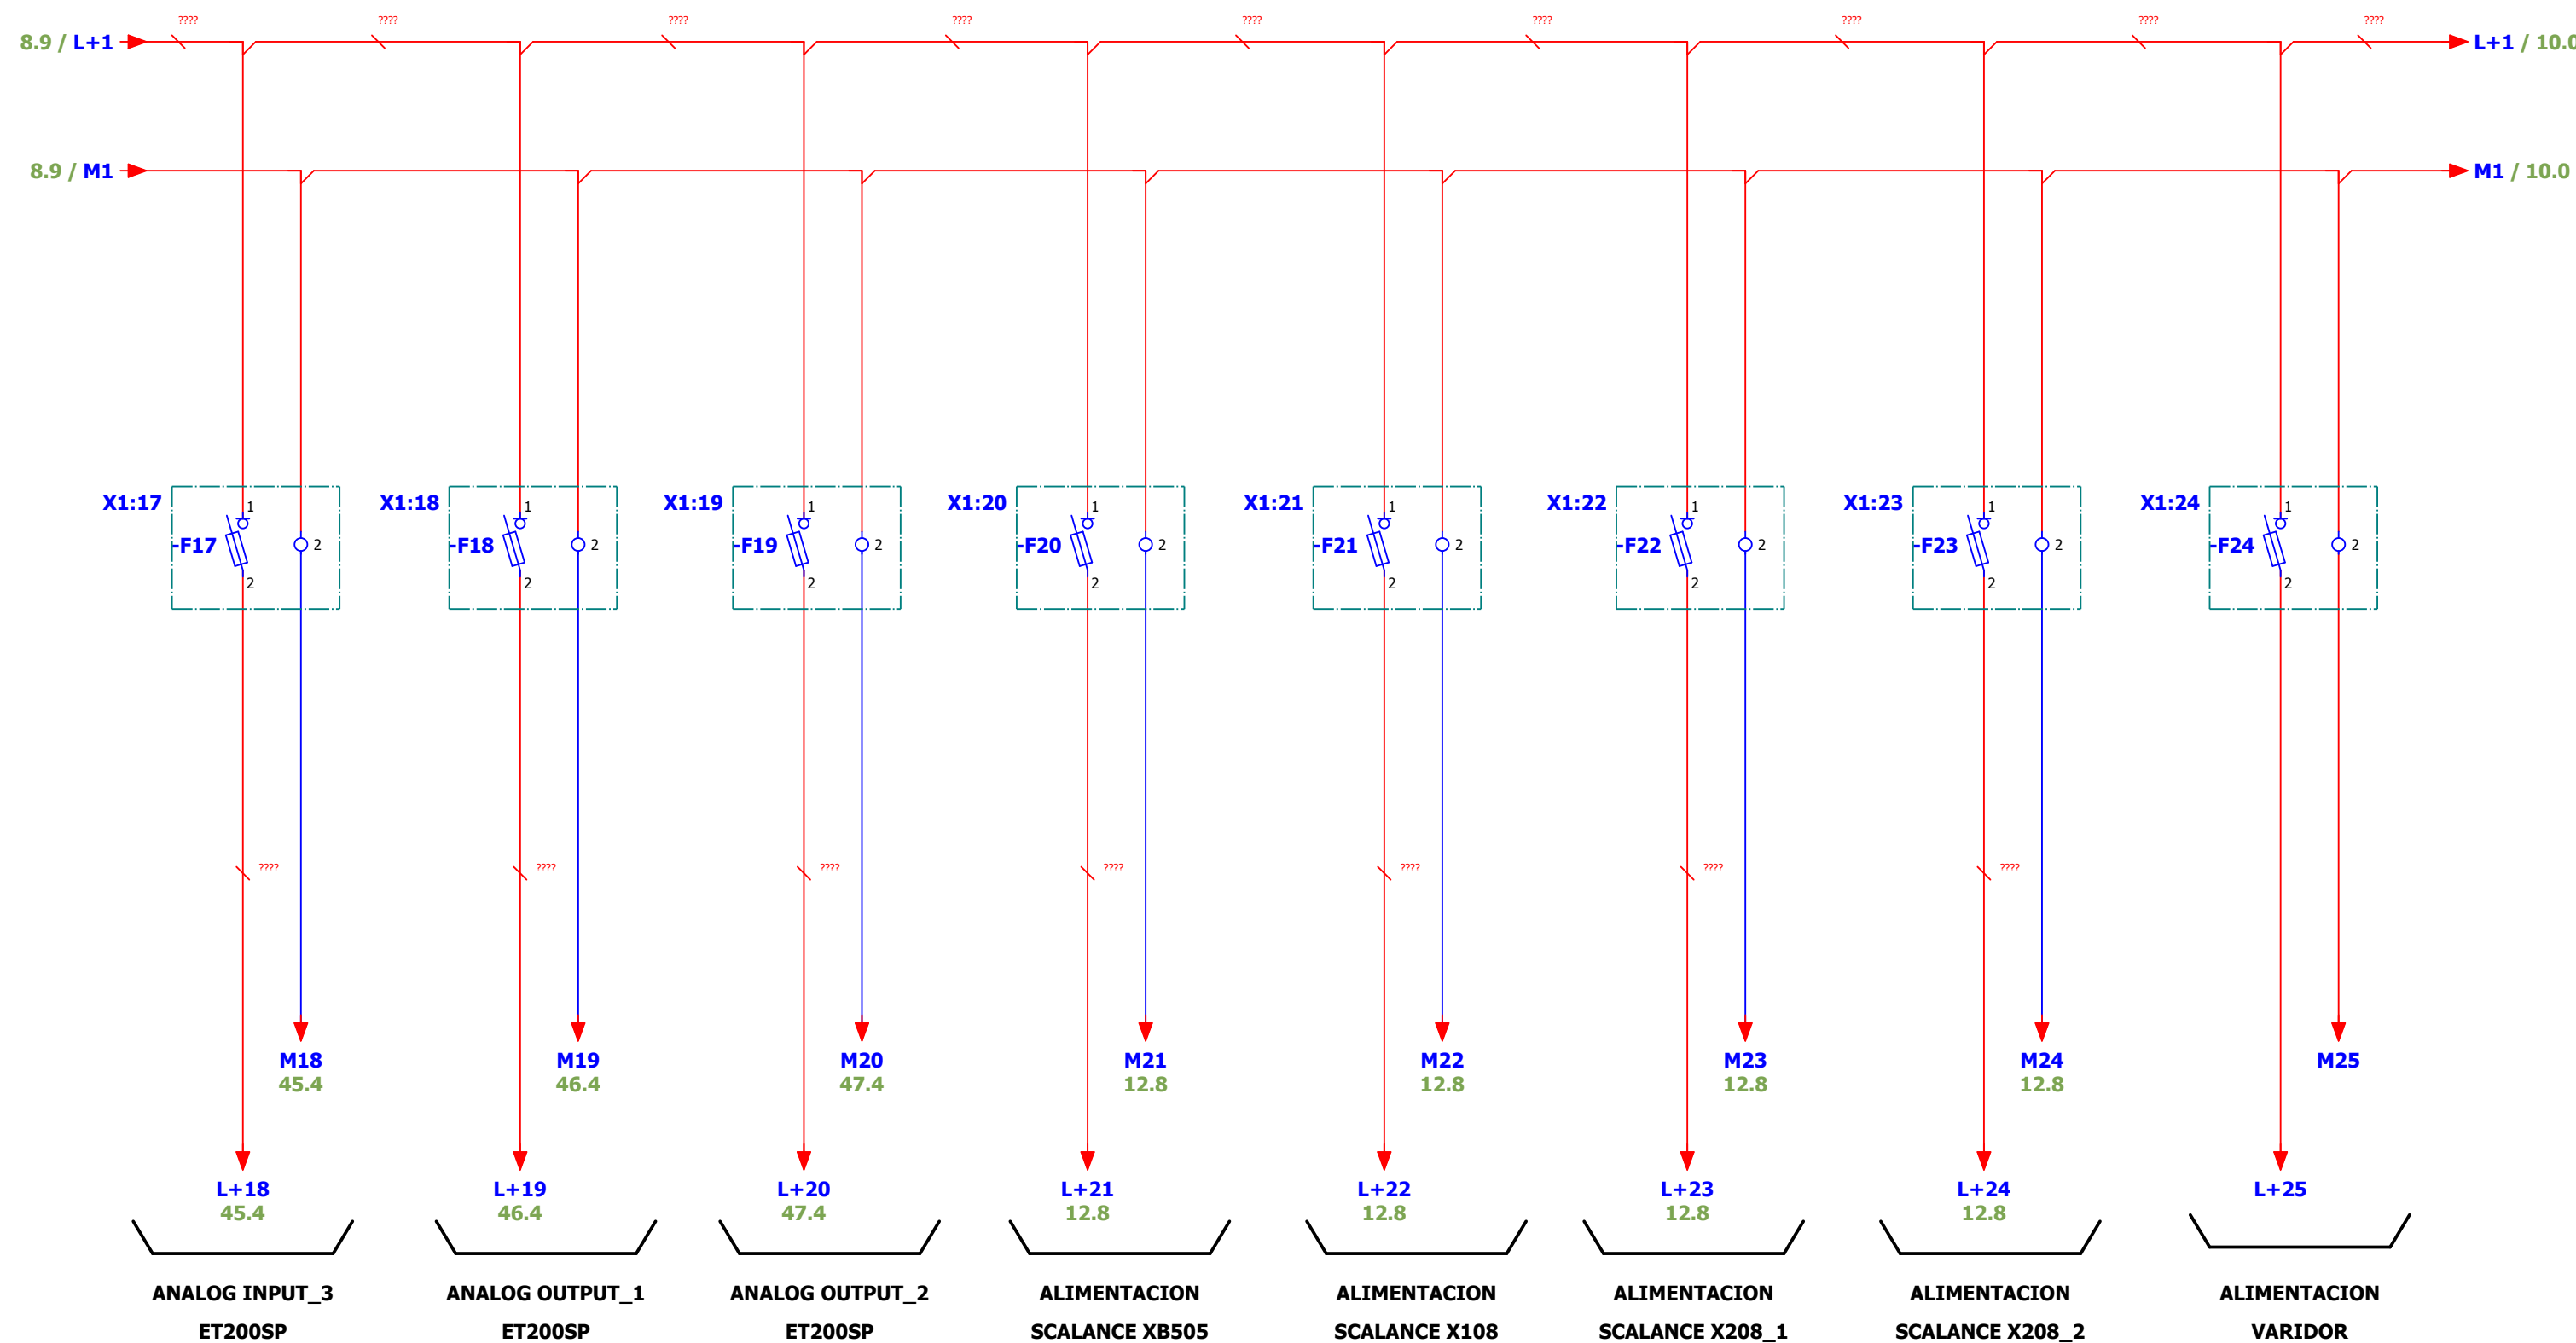 ???? ???? ???? ???? ???? ???? ???? ???? ????
8.9 / L+1 L+1 / 10.0
8.9 / M1 M1 / 10.0
X1:17 1 X1:18 1 X1:19 1 X1:20 1 X1:21 1 X1:22 1 X1:23 1 X1:24 1
-F17 2 -F18 2 -F19 2 -F20 2 -F21 2 -F22 2 -F23 2 -F24 2
2 2 2 2 2 2 2 2
???? ???? ???? ???? ???? ???? ????
M18 M19 M20 M21 M22 M23 M24 M25
45.4 46.4 47.4 12.8 12.8 12.8 12.8
L+18 L+19 L+20 L+21 L+22 L+23 L+24 L+25
45.4 46.4 47.4 12.8 12.8 12.8 12.8
ANALOG INPUT_3 ANALOG OUTPUT_1 ANALOG OUTPUT_2 ALIMENTACION ALIMENTACION ALIMENTACION ALIMENTACION ALIMENTACION
ET200SP ET200SP ET200SP SCALANCE XB505 SCALANCE X108 SCALANCE X208_1 SCALANCE X208_2 VARIDOR